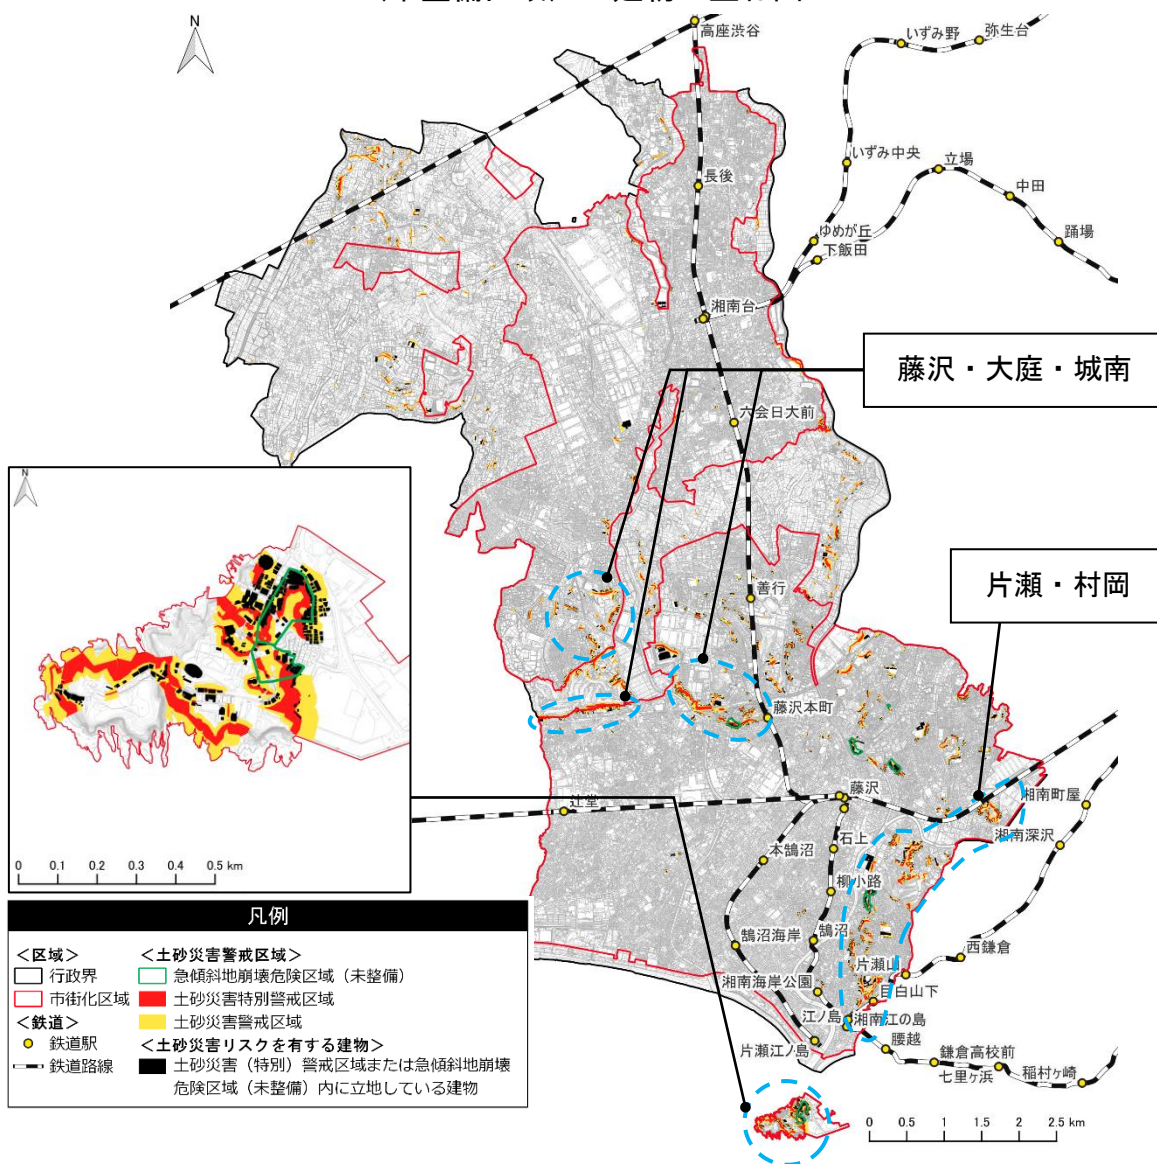 N
高座渋谷
いずみ野
弥生台
いずみ中央
立場
中田
踊場
長後
ゆめが丘
下飯田
湘南台
藤沢・大庭・城南
六会日大前
N
善行
片瀬・村岡
藤沢本町
藤沢
辻堂
湘南町屋
湘南深沢
石上
本鵠沼
柳小路
鵠沼海岸
鵠沼
片瀬山
西鎌倉
湘南海岸公園
目白山下
江ノ島
湘南江の島
片瀬江ノ島
腰越
鎌倉高校前
七里ヶ浜
稲村ヶ崎
0 0.1 0.2 0.3 0.4 0.5 km
凡例
<区域>
行政界
市街化区域
<鉄道>
鉄道駅
鉄道路線
<土砂災害警戒区域>
急傾斜地崩壊危険区域(未整備)
土砂災害特別警戒区域
土砂災害警戒区域
<土砂災害リスクを有する建物>
土砂災害(特別)警戒区域または急傾斜地崩壊
危険区域(未整備)内に立地している建物
0 0.5 1 1.5 2 2.5 km